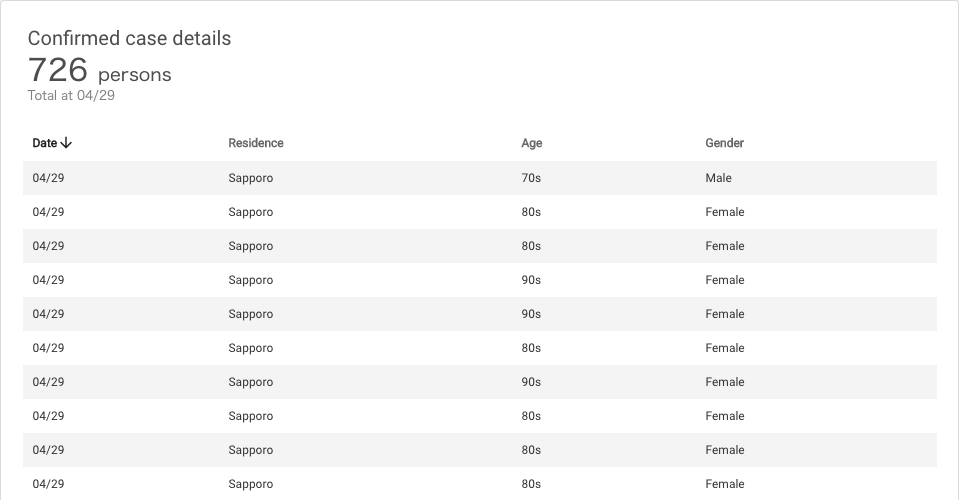 Confirmed case details
726 persons
Total at 04/29
Date Residence Age Gender
04/29 Sapporo 70s Male
04/29 Sapporo 80s Female
04/29 Sapporo 80s Female
04/29 Sapporo 90s Female
04/29 Sapporo 90s Female
04/29 Sapporo 80s Female
04/29 Sapporo 90s Female
04/29 Sapporo 80s Female
04/29 Sapporo 80s Female
04/29 Sapporo 80s Female